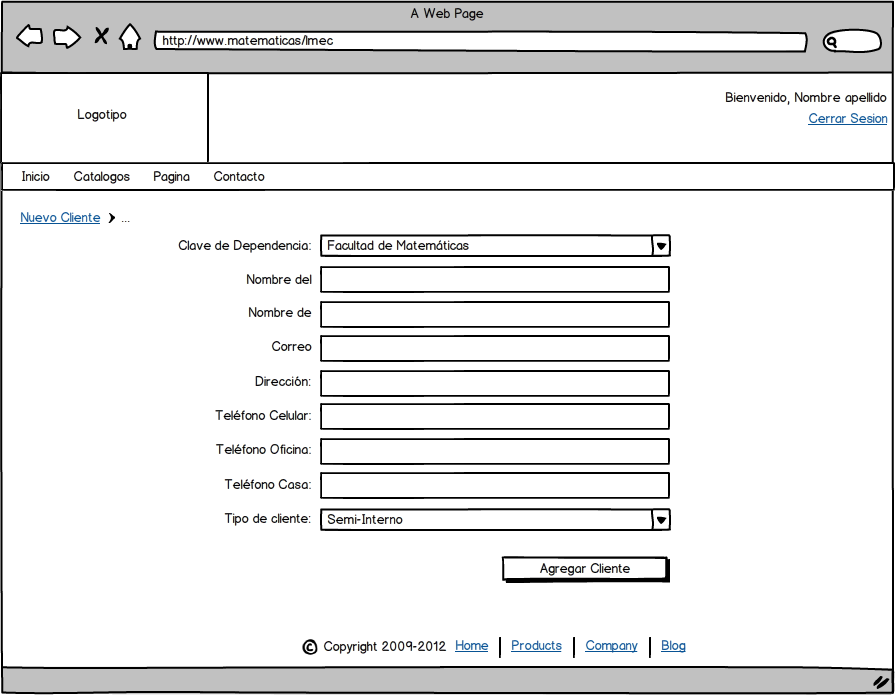 A Web Page
http://www.matematicas/lmec
Logotipo
Bienvenido, Nombre apellido
Cerrar Sesion
Inicio Catalogos Pagina Contacto
Nuevo Cliente ...
Clave de Dependencia: Facultad de Matemáticas
Nombre del
Nombre de
Correo
Dirección:
Teléfono Celular:
Teléfono Oficina:
Teléfono Casa:
Tipo de cliente: Semi-Interno
Agregar Cliente
© Copyright 2009-2012 Home Products Company Blog